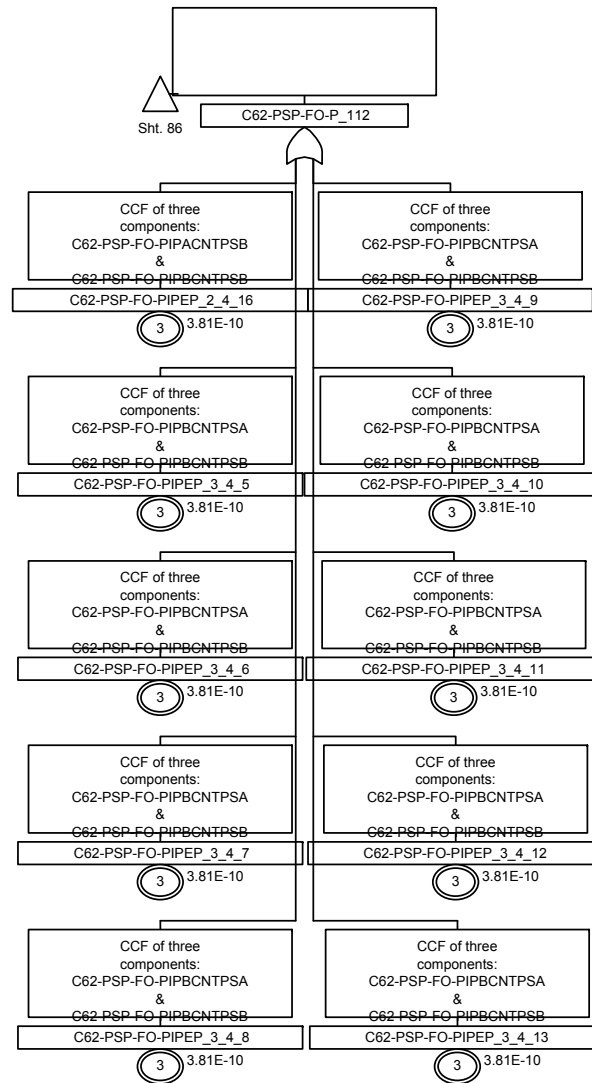 Sht. 86
C62-PSP-FO-P_112
CCF of three
components:
C62-PSP-FO-PIPACNTPSB
&
C62-PSP-FO-PIPBCNTPSB
C62-PSP-FO-PIPEP_2_4_16
3
3.81E-10
CCF of three
components:
C62-PSP-FO-PIPBCNTPSA
&
C62-PSP-FO-PIPBCNTPSB
C62-PSP-FO-PIPEP_3_4_9
3
3.81E-10
CCF of three
components:
C62-PSP-FO-PIPBCNTPSA
&
C62-PSP-FO-PIPBCNTPSB
C62-PSP-FO-PIPEP_3_4_5
3
3.81E-10
CCF of three
components:
C62-PSP-FO-PIPBCNTPSA
&
C62-PSP-FO-PIPBCNTPSB
C62-PSP-FO-PIPEP_3_4_10
3
3.81E-10
CCF of three
components:
C62-PSP-FO-PIPBCNTPSA
&
C62-PSP-FO-PIPBCNTPSB
C62-PSP-FO-PIPEP_3_4_6
3
3.81E-10
CCF of three
components:
C62-PSP-FO-PIPBCNTPSA
&
C62-PSP-FO-PIPBCNTPSB
C62-PSP-FO-PIPEP_3_4_11
3
3.81E-10
CCF of three
components:
C62-PSP-FO-PIPBCNTPSA
&
C62-PSP-FO-PIPBCNTPSB
C62-PSP-FO-PIPEP_3_4_7
3
3.81E-10
CCF of three
components:
C62-PSP-FO-PIPBCNTPSA
&
C62-PSP-FO-PIPBCNTPSB
C62-PSP-FO-PIPEP_3_4_12
3
3.81E-10
CCF of three
components:
C62-PSP-FO-PIPBCNTPSA
&
C62-PSP-FO-PIPBCNTPSB
C62-PSP-FO-PIPEP_3_4_8
3
3.81E-10
CCF of three
components:
C62-PSP-FO-PIPBCNTPSA
&
C62-PSP-FO-PIPBCNTPSB
C62-PSP-FO-PIPEP_3_4_13
3
3.81E-10